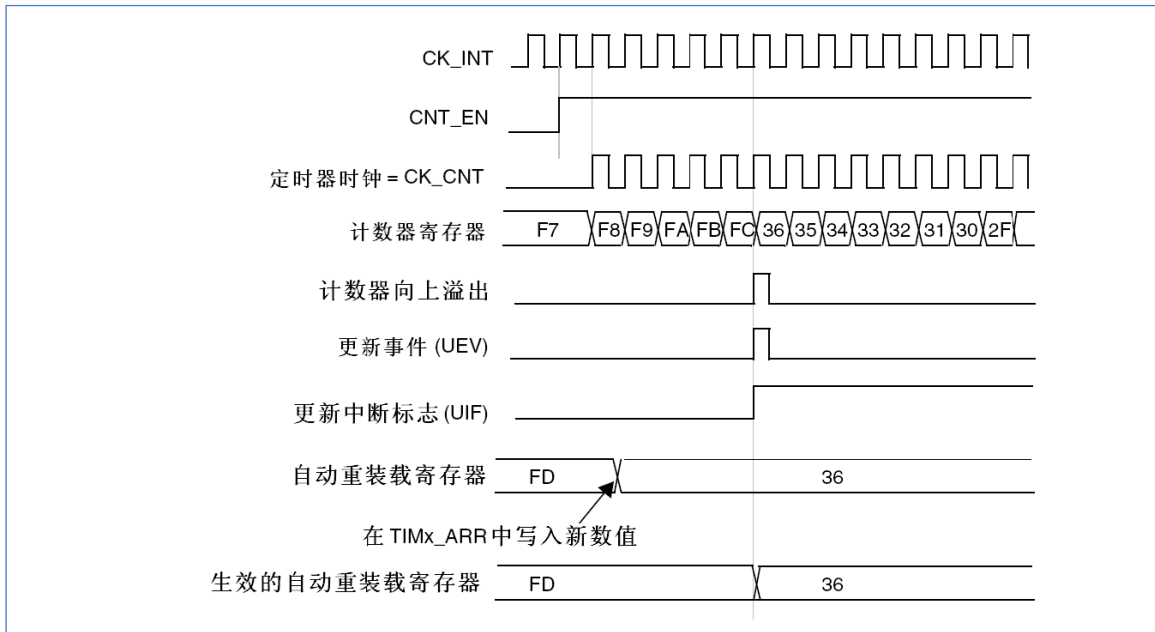 CK_INT
CNT_EN
定时器时钟 = CK_CNT
计数器寄存器 F7 F8 F9 FA FB FC 36 35 34 33 32 31 30 2F
计数器向上溢出
更新事件 (UEV)
更新中断标志 (UIF)
自动重装载寄存器 FD 36
在 TIMx_ARR 中写入新数值
生效的自动重装载寄存器 FD 36